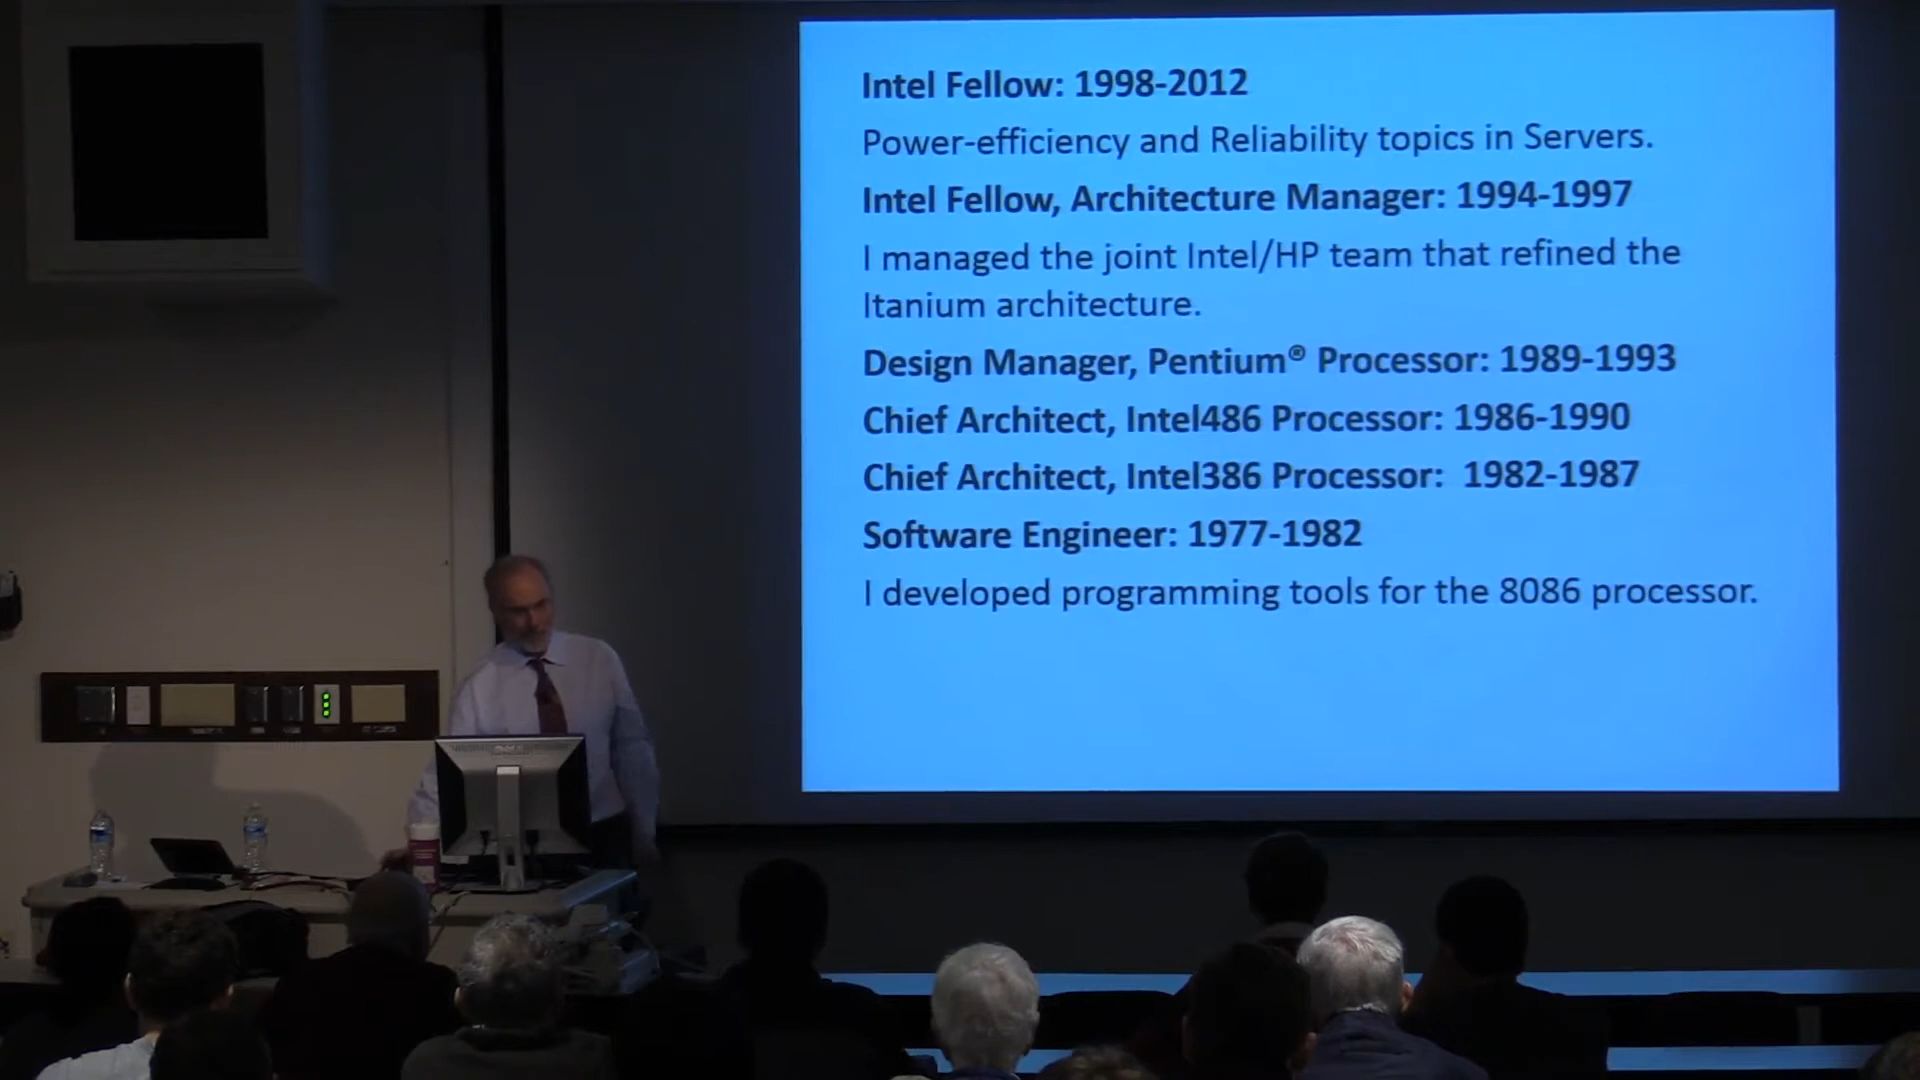 Intel Fellow: 1998-2012
Power-efficiency and Reliability topics in Servers.
Intel Fellow, Architecture Manager: 1994-1997
I managed the joint Intel/HP team that refined the
Itanium architecture.
Design Manager, Pentium® Processor: 1989-1993
Chief Architect, Intel486 Processor: 1986-1990
Chief Architect, Intel386 Processor:  1982-1987
Software Engineer: 1977-1982
I developed programming tools for the 8086 processor.
DELL